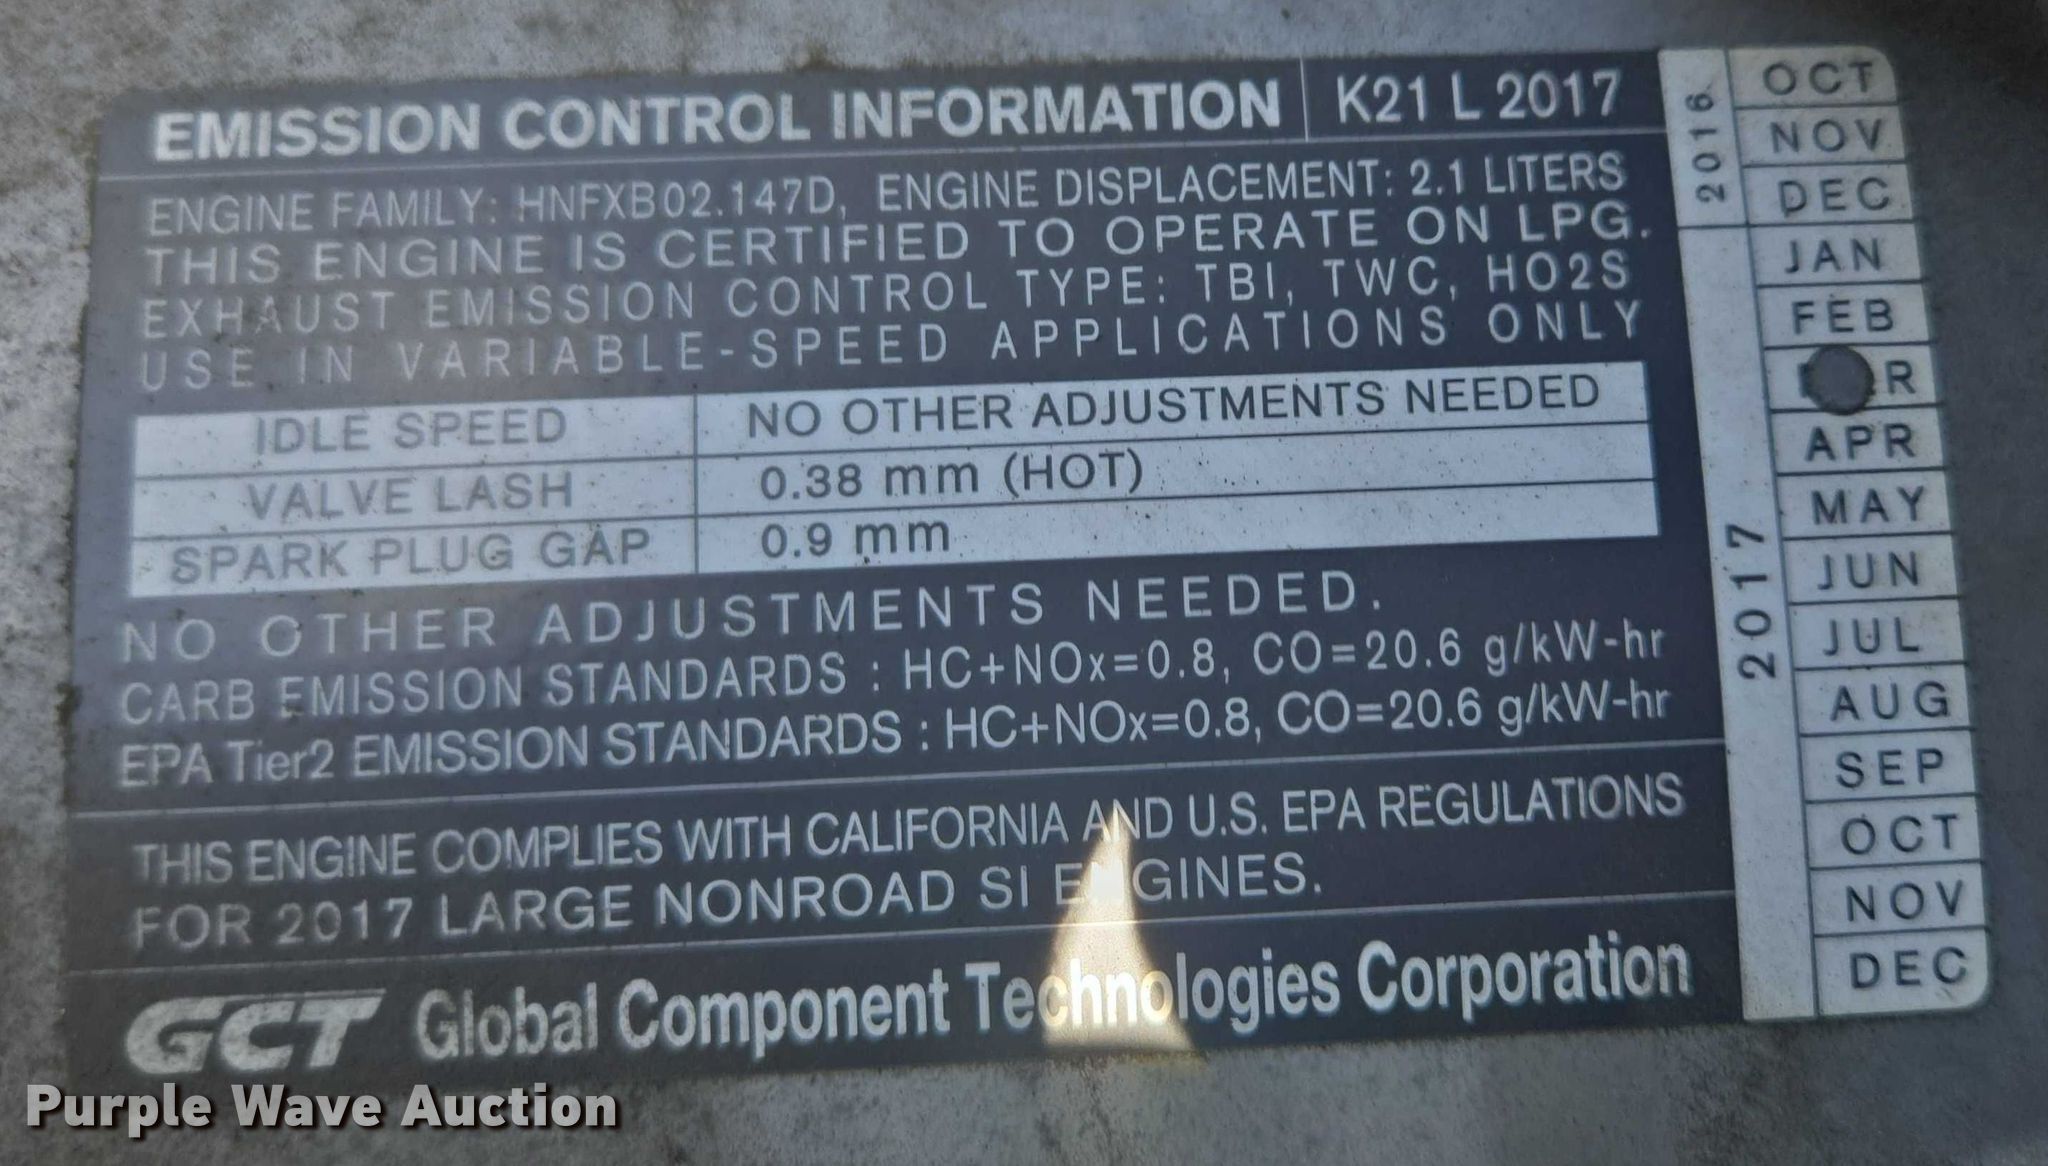 EMISSION CONTROL INFORMATION K21 L 2017
ENGINE FAMILY: HNFXB02.147D, ENGINE DISPLACEMENT: 2.1 LITERS
THIS ENGINE IS CERTIFIED TO OPERATE ON LPG.
EXHAUST EMISSION CONTROL TYPE: TBI, TWC, HO2S
USE IN VARIABLE-SPEED APPLICATIONS ONLY
IDLE SPEED NO OTHER ADJUSTMENTS NEEDED
VALVE LASH 0.38 mm (HOT)
SPARK PLUG GAP 0.9 mm
NO OTHER ADJUSTMENTS NEEDED.
CARB EMISSION STANDARDS : HC+NOx=0.8, CO=20.6 g/kW-hr
EPA Tier2 EMISSION STANDARDS : HC+NOx=0.8, CO=20.6 g/kW-hr
THIS ENGINE COMPLIES WITH CALIFORNIA AND U.S. EPA REGULATIONS
FOR 2017 LARGE NONROAD SI ENGINES.
GCT Global Component Technologies Corporation
2016
OCT
NOV
DEC
2017
JAN
FEB
R
APR
MAY
JUN
JUL
AUG
SEP
OCT
NOV
DEC
Purple Wave Auction